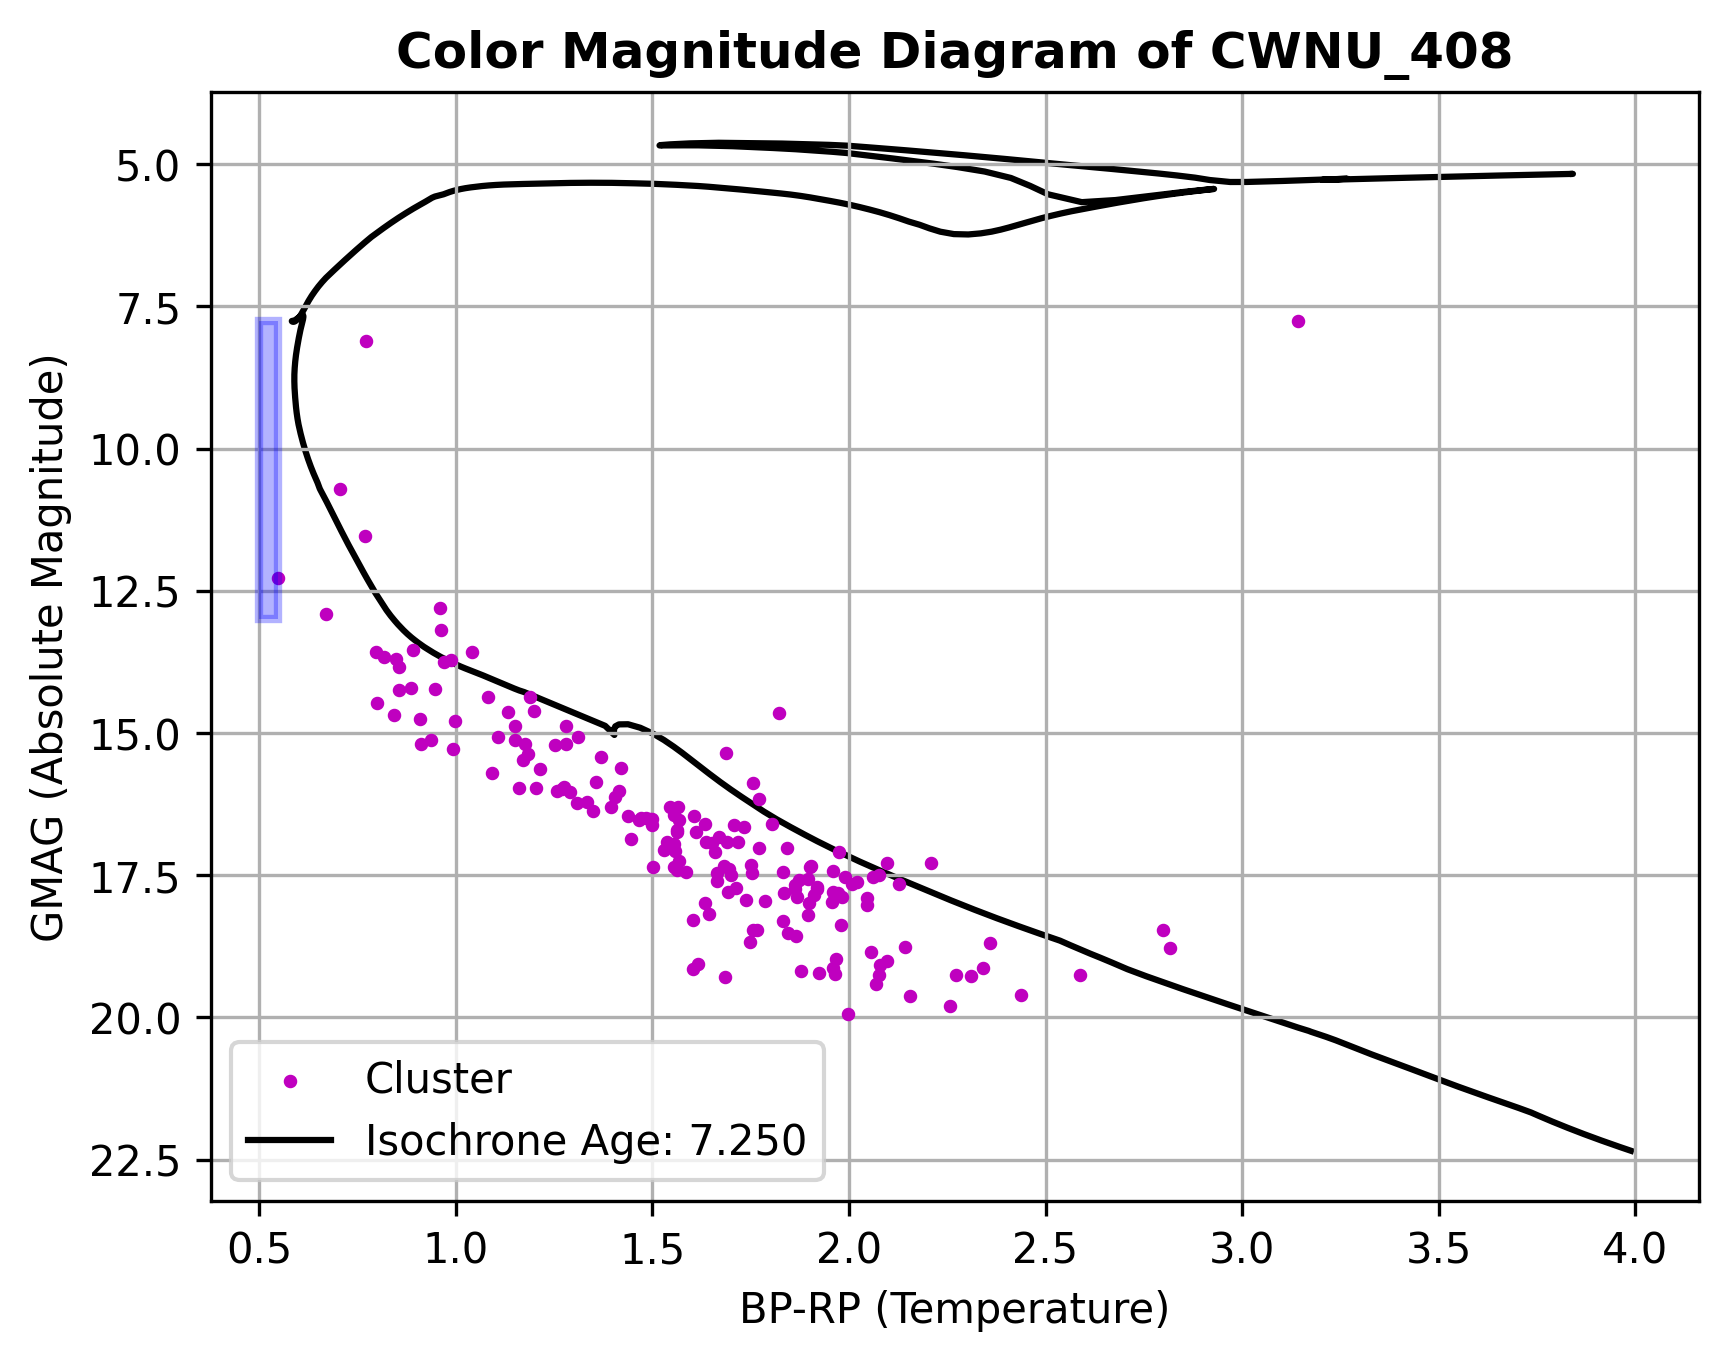 Color Magnitude Diagram of CWNU_408
GMAG (Absolute Magnitude)
5.0
7.5
10.0
12.5
15.0
17.5
20.0
22.5
Cluster
Isochrone Age: 7.250
0.5 1.0 1.5 2.0 2.5 3.0 3.5 4.0
BP-RP (Temperature)